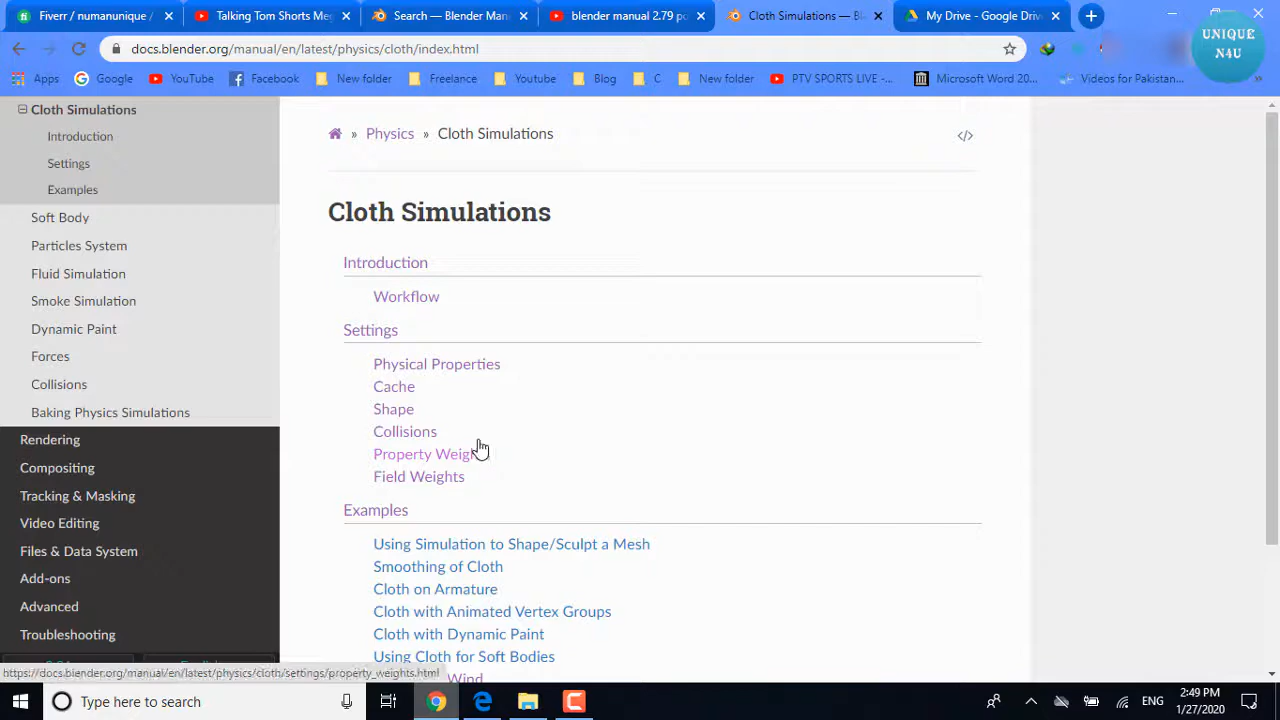 Fiverr / numanunique /
Talking Tom Shorts Me
Search — Blender Man
blender manual 2.79 po
Cloth Simulations — Ble
My Drive - Google Driv
docs.blender.org/manual/en/latest/physics/cloth/index.html
UNIQUE
N4U
Apps
Google
YouTube
Facebook
New folder
Freelance
Youtube
Blog
C
New folder
PTV SPORTS LIVE -...
Microsoft Word 20...
Videos for Pakistan...
»
Cloth Simulations
Introduction
Settings
Examples
Soft Body
Particles System
Fluid Simulation
Smoke Simulation
Dynamic Paint
Forces
Collisions
Baking Physics Simulations
Rendering
Compositing
Tracking & Masking
Video Editing
Files & Data System
Add-ons
Advanced
Troubleshooting
» Physics » Cloth Simulations
</>
Cloth Simulations
Introduction
Workflow
Settings
Physical Properties
Cache
Shape
Collisions
Property Weigh
Field Weights
Examples
Using Simulation to Shape/Sculpt a Mesh
Smoothing of Cloth
Cloth on Armature
Cloth with Animated Vertex Groups
Cloth with Dynamic Paint
Using Cloth for Soft Bodies
Wind
https://docs.blender.org/manual/en/latest/physics/cloth/settings/property_weights.html
Type here to search
ENG
2:49 PM
1/27/2020